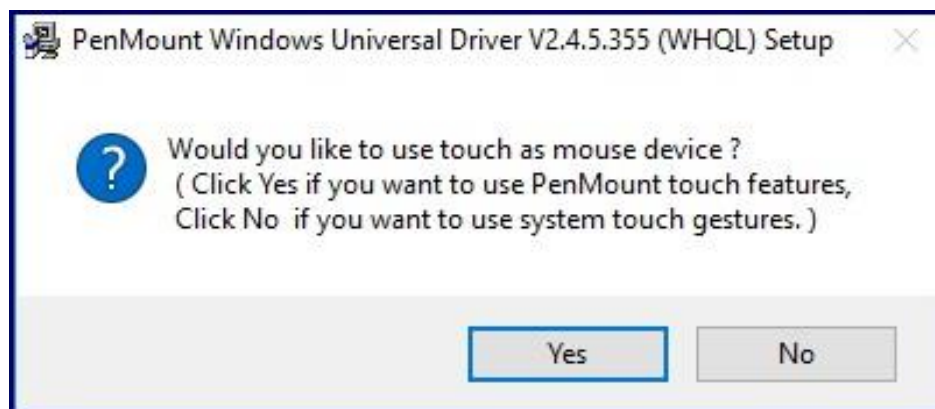 PenMount Windows Universal Driver V2.4.5.355 (WHQL) Setup
Would you like to use touch as mouse device ?
( Click Yes if you want to use PenMount touch features,
Click No  if you want to use system touch gestures. )
Yes
No